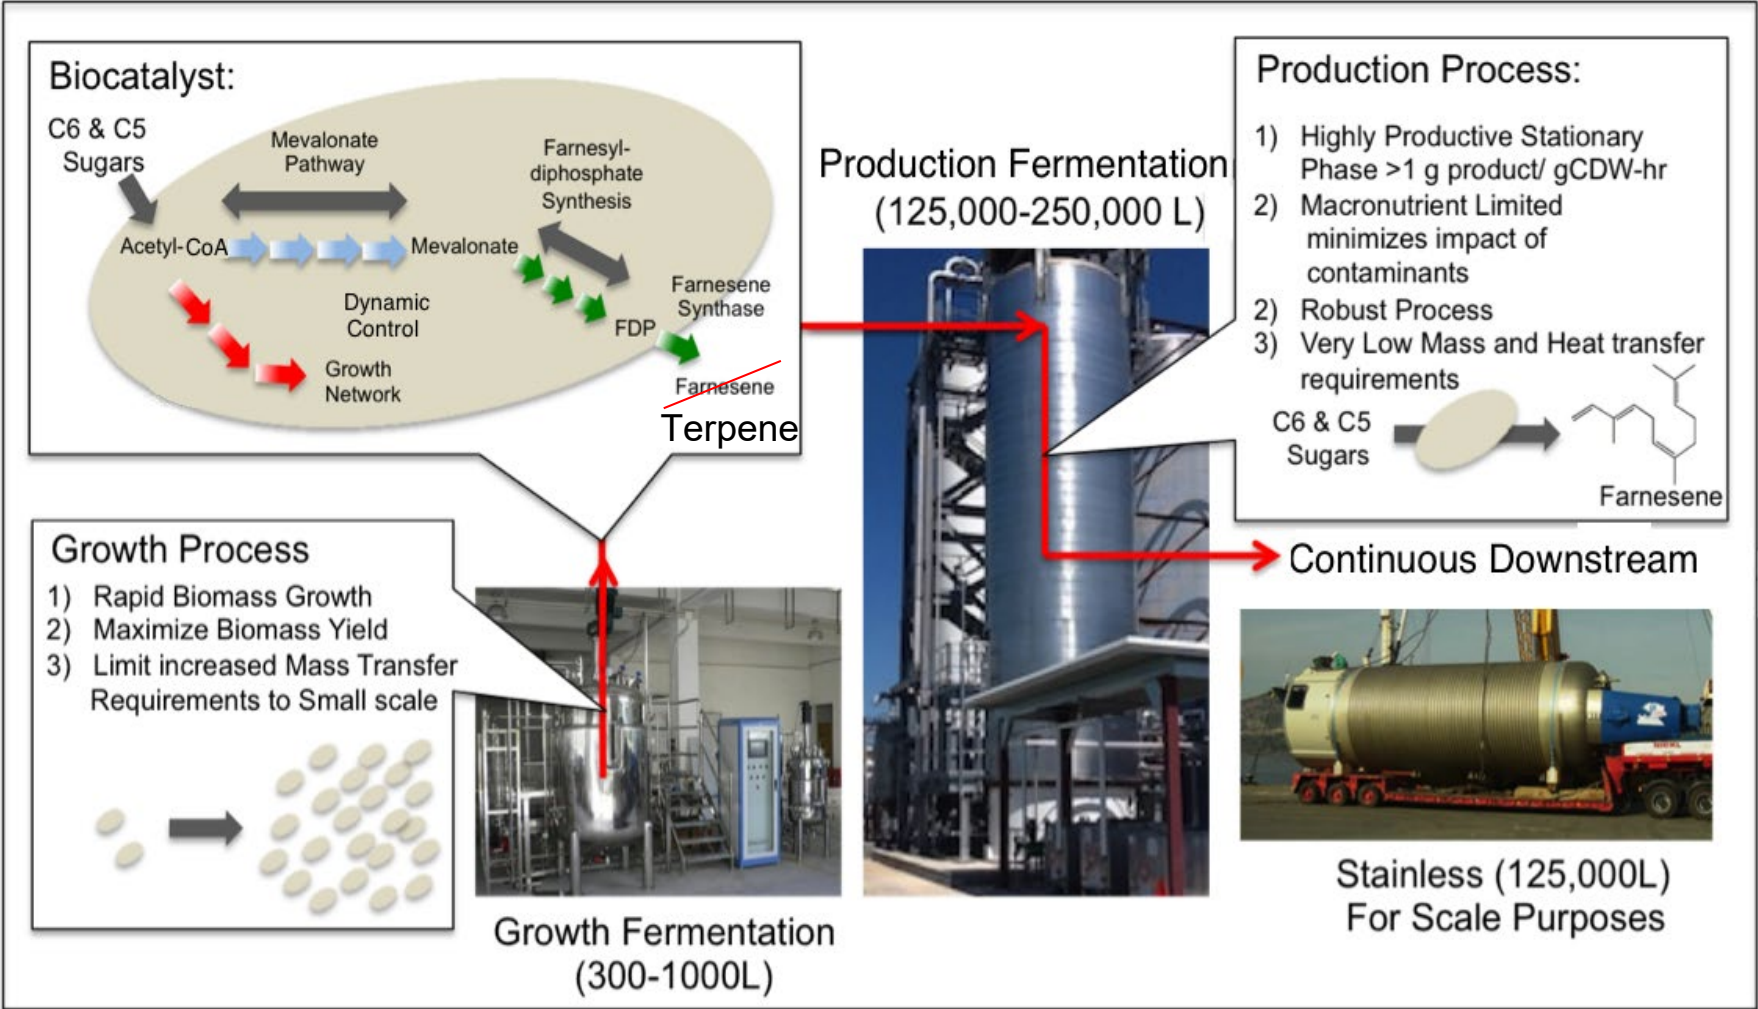 Biocatalyst:
C6 & C5
Sugars
Mevalonate
Pathway
Farnesyl-
diphosphate
Synthesis
Acetyl-CoA
Mevalonate
Dynamic
Control
Growth
Network
FDP
Farnesene
Synthase
Farnesene
Terpene
Production Fermentation
(125,000-250,000 L)
Production Process:
1) Highly Productive Stationary
Phase >1 g product/ gCDW-hr
2) Macronutrient Limited
minimizes impact of
contaminants
2) Robust Process
3) Very Low Mass and Heat transfer
requirements
C6 & C5
Sugars
Farnesene
Growth Process
1) Rapid Biomass Growth
2) Maximize Biomass Yield
3) Limit increased Mass Transfer
Requirements to Small scale
Growth Fermentation
(300-1000L)
Continuous Downstream
Stainless (125,000L)
For Scale Purposes